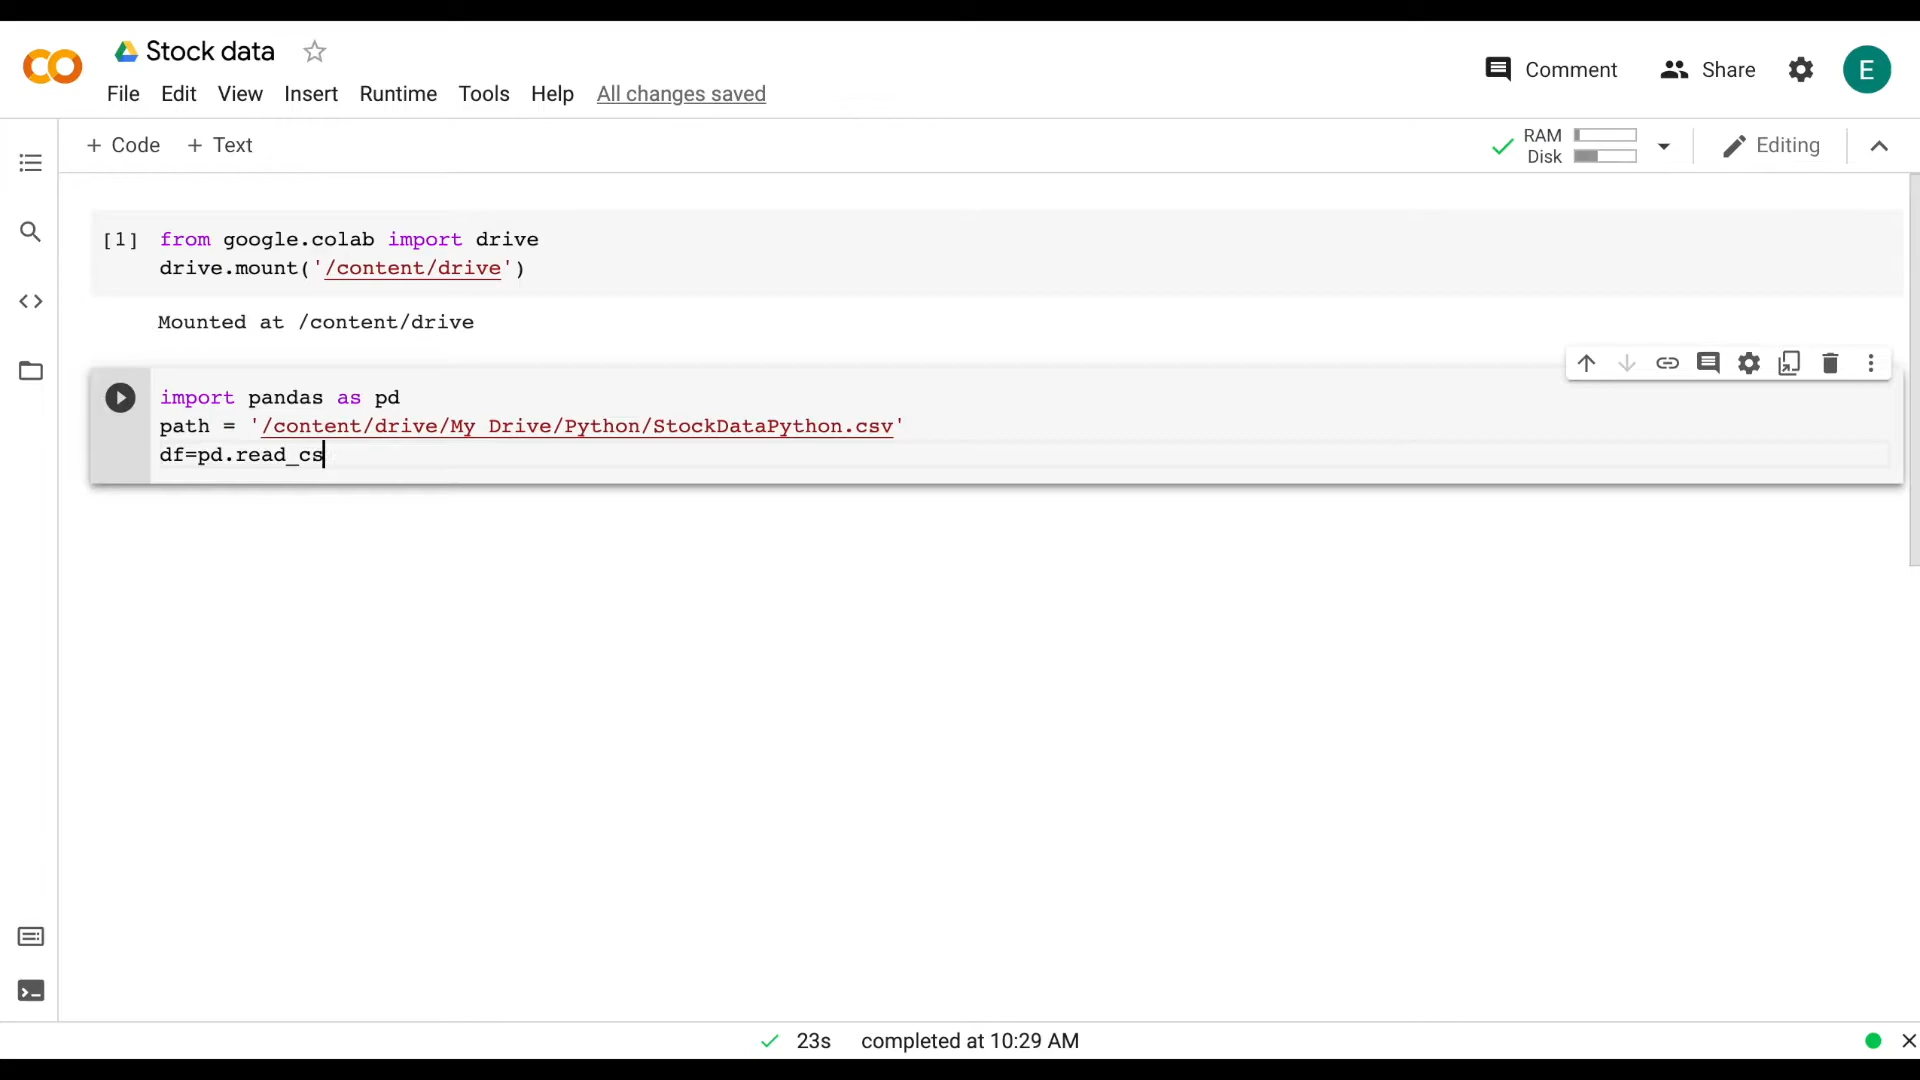 Stock data
Comment
Share
E
File Edit View Insert Runtime Tools Help All changes saved
+ Code + Text
RAM
Disk
Editing
[1] from google.colab import drive
drive.mount('/content/drive')
Mounted at /content/drive
import pandas as pd
path = '/content/drive/My Drive/Python/StockDataPython.csv'
df=pd.read_cs
23s completed at 10:29 AM